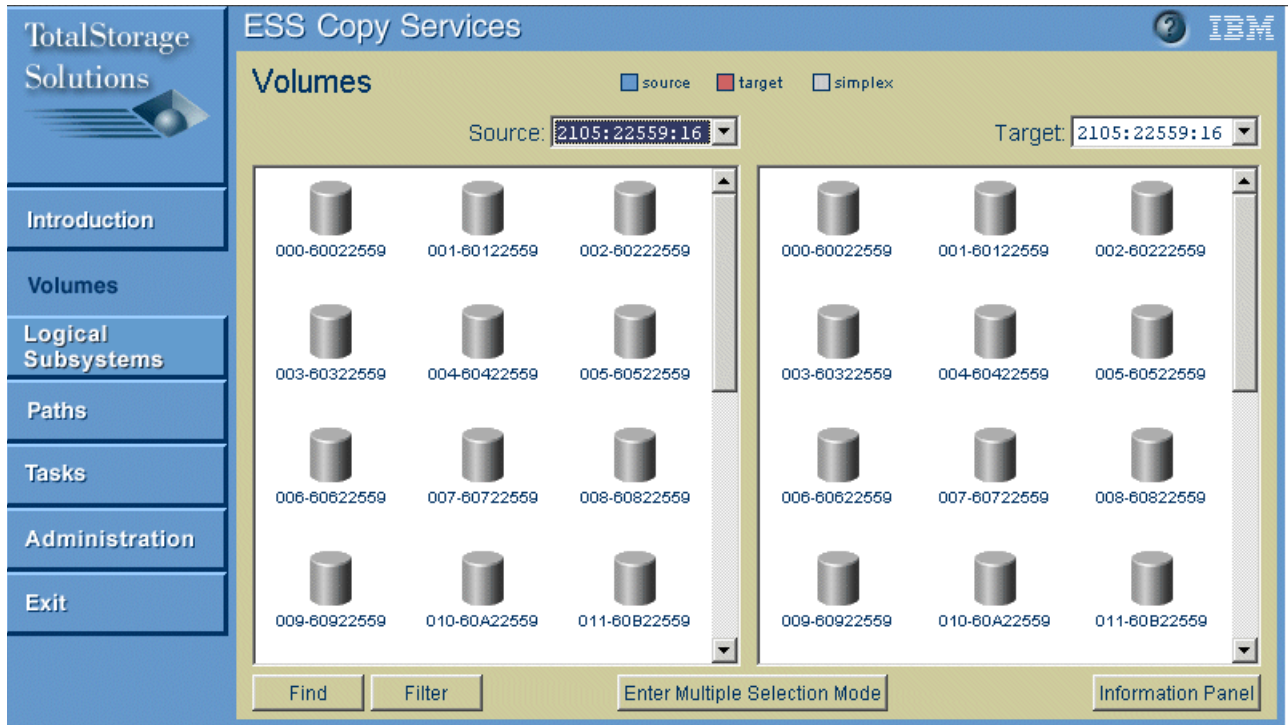 TotalStorage
Solutions
ESS Copy Services
? IBM
Volumes
source target simplex
Source: 2105:22559:16
Target: 2105:22559:16
Introduction
Volumes
Logical
Subsystems
Paths
Tasks
Administration
Exit
000-60022559 001-60122559 002-60222559
003-60322559 004-60422559 005-60522559
006-60622559 007-60722559 008-60822559
009-60922559 010-60A22559 011-60B22559
000-60022559 001-60122559 002-60222559
003-60322559 004-60422559 005-60522559
006-60622559 007-60722559 008-60822559
009-60922559 010-60A22559 011-60B22559
Find Filter Enter Multiple Selection Mode Information Panel